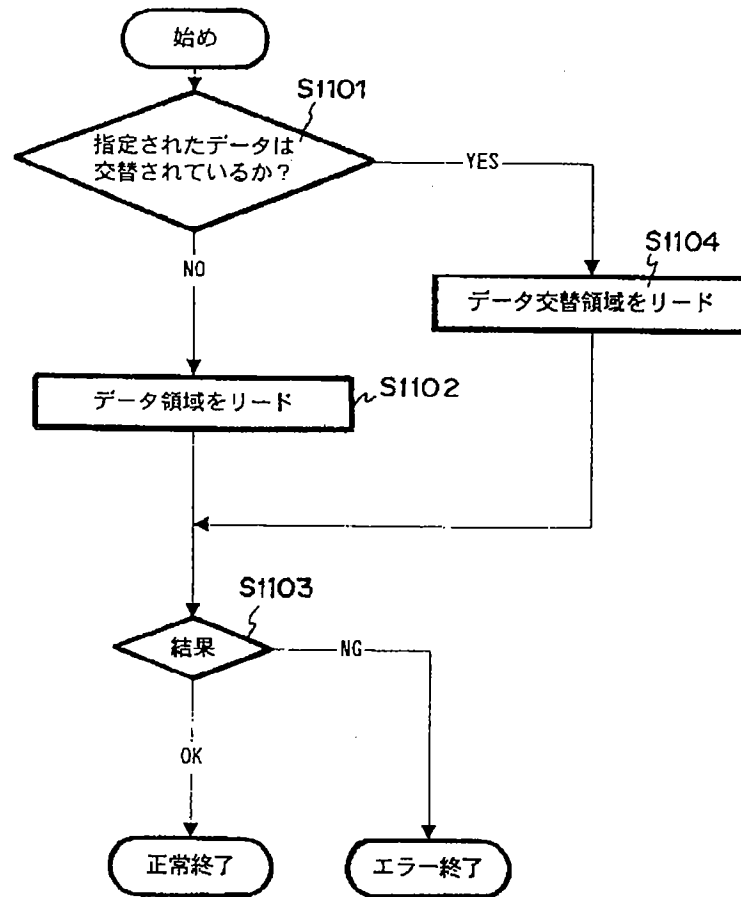 始め
S1101
指定されたデータは
交替されているか？
YES
NO
S1104
データ交替領域をリード
データ領域をリード
S1102
S1103
結果
NG
OK
正常終了
エラー終了